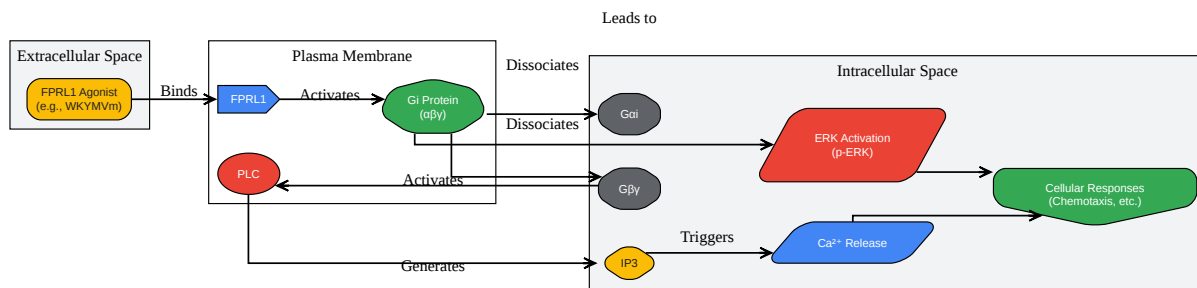 Leads to
Extracellular Space
FPRL1 Agonist
(e.g., WKYMVm)
Binds
Plasma Membrane
FPRL1
Activates
Gi Protein
(αβγ)
Dissociates
Dissociates
Intracellular Space
Gαi
ERK Activation
(p-ERK)
PLC
Activates
Gβγ
Cellular Responses
(Chemotaxis, etc.)
Generates
IP3
Triggers
Ca²⁺ Release